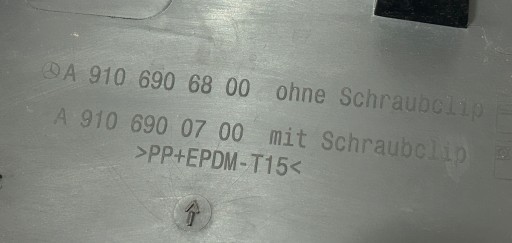 A 910 690 68 00 ohne Schraubclip
A 910 690 07 00 mit Schraubclip
>PP+EPDM-T15<